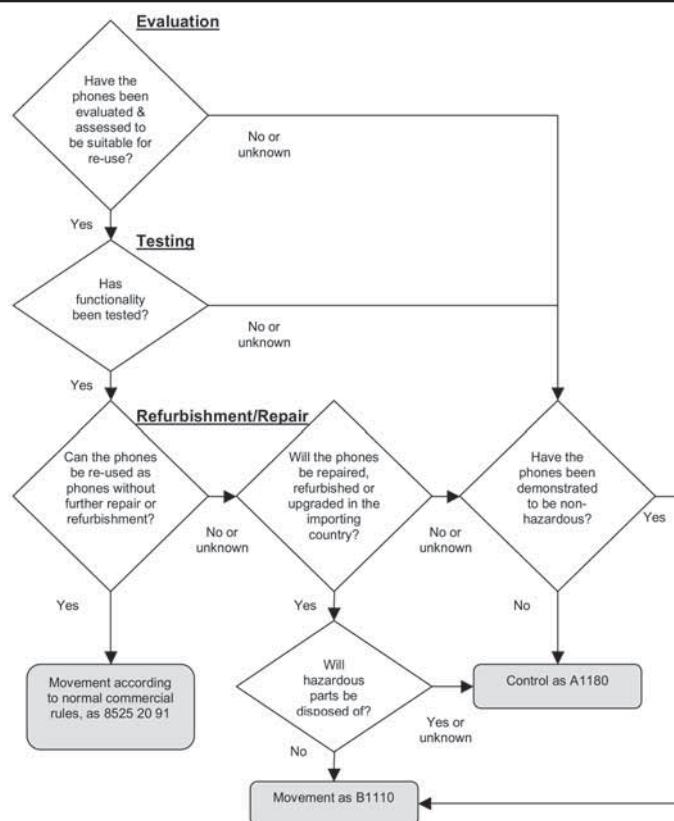 Evaluation
Have the
phones been
evaluated &
assessed to
be suitable for
re-use?
No or
unknown
Yes
Testing
Has
functionality
been tested?
No or
unknown
Yes
Refurbishment/Repair
Can the phones
be re-used as
phones without
further repair or
refurbishment?
No or
unknown
Will the phones
be repaired,
refurbished or
upgraded in the
importing
country?
No or
unknown
Have the
phones been
demonstrated
to be non-
hazardous?
Yes
Yes
Yes
No
Movement according
to normal commercial
rules, as 8525 20 91
Will
hazardous
parts be
disposed of?
Yes or
unknown
Control as A1180
No
Movement as B1110